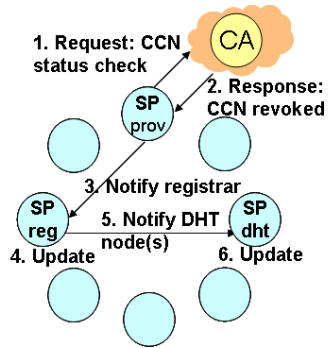 1. Request: CCN
status check
CA
2. Response:
CCN revoked
SP
prov
3. Notify registrar
SP
reg
5. Notify DHT
node(s)
SP
dht
4. Update
6. Update